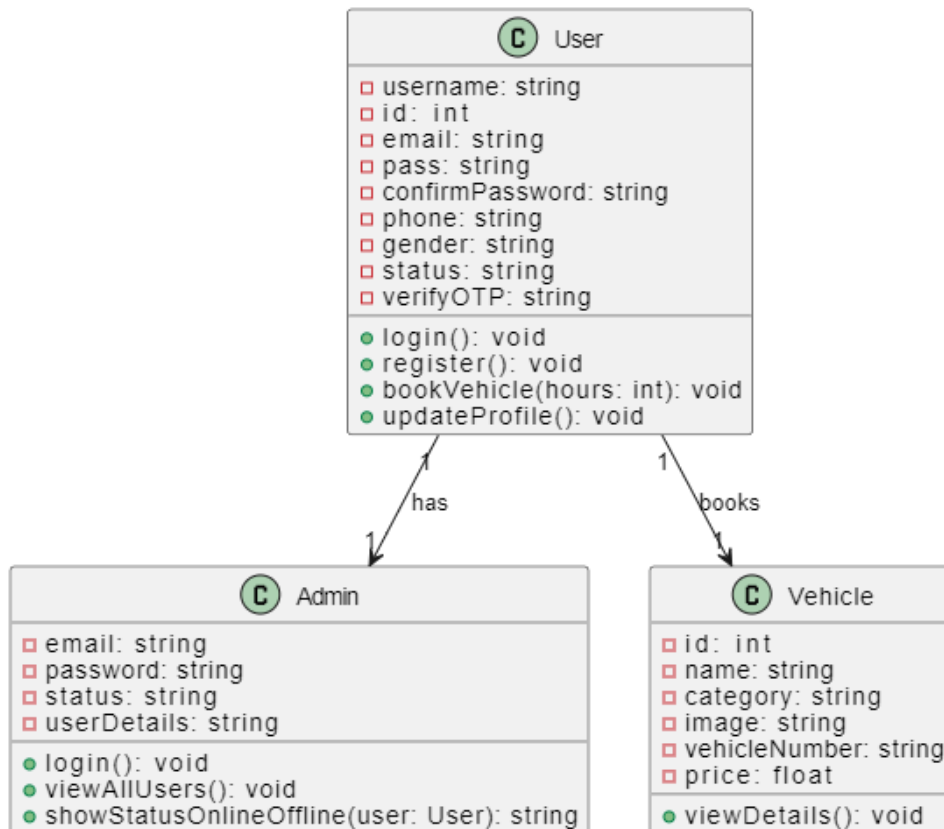 C User
username: string
id: int
email: string
pass: string
confirmPassword: string
phone: string
gender: string
status: string
verifyOTP: string
login(): void
register(): void
bookVehicle(hours: int): void
updateProfile(): void
1
1
has
books
1
1
C Admin
email: string
password: string
status: string
userDetails: string
login(): void
viewAllUsers(): void
showStatusOnlineOffline(user: User): string
C Vehicle
id: int
name: string
category: string
image: string
vehicleNumber: string
price: float
viewDetails(): void